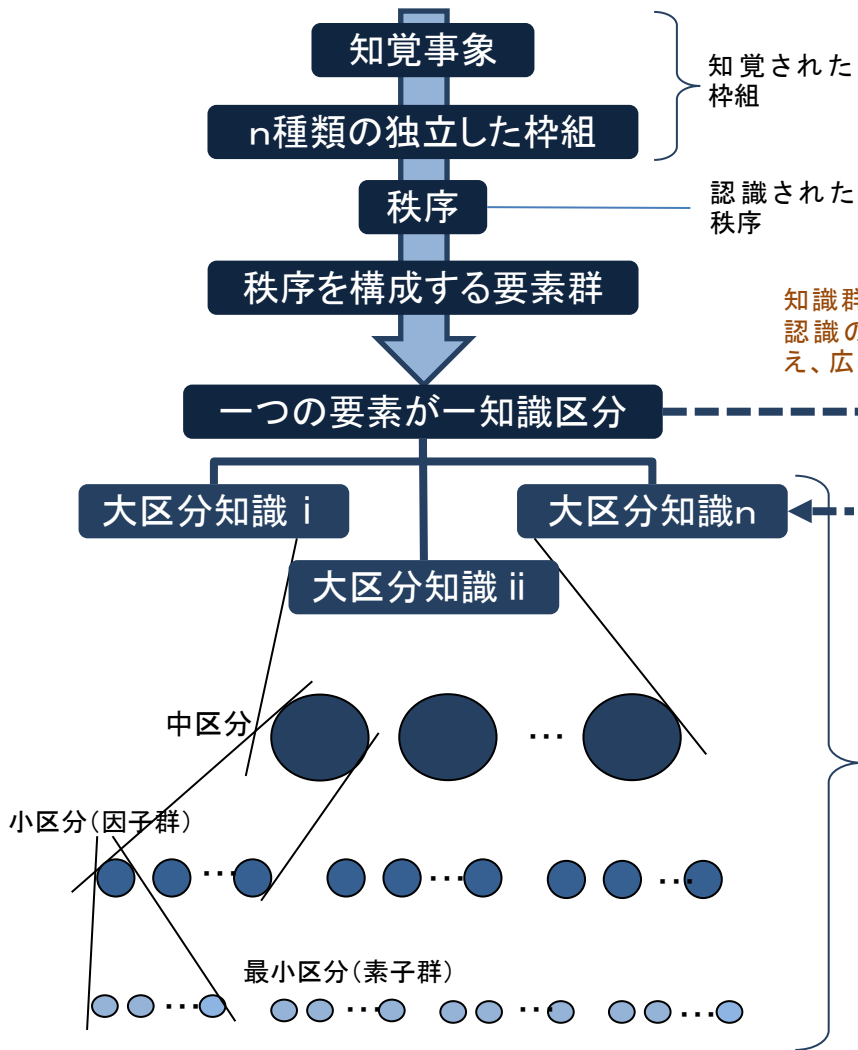 知覚事象
知覚された
枠組
n種類の独立した枠組
秩序
認識された
秩序
秩序を構成する要素群
知識群
認識の
え、広
一つの要素が一知識区分
大区分知識ⅰ
大区分知識n
大区分知識ⅱ
中区分
…
小区分(因子群)
… … …
最小区分(素子群)
… … … …